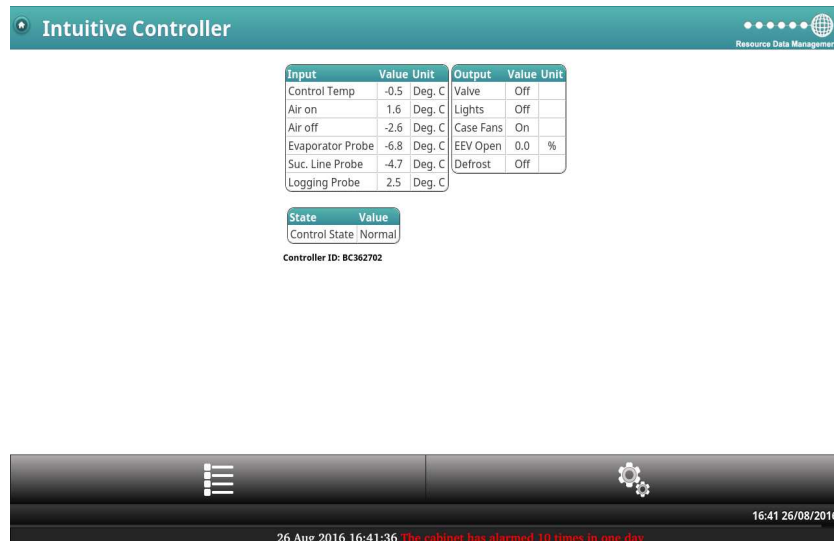 Intuitive Controller
Resource Data Managemen
Input Value Unit
Control Temp -0.5 Deg. C
Air on 1.6 Deg. C
Air off -2.6 Deg. C
Evaporator Probe -6.8 Deg. C
Suc. Line Probe -4.7 Deg. C
Logging Probe 2.5 Deg. C
Output Value Unit
Valve Off
Lights Off
Case Fans On
EEV Open 0.0 %
Defrost Off
State Value
Control State Normal
Controller ID: BC362702
16:41 26/08/2016
26 Aug 2016 16:41:36 The cabinet has alarmed 10 times in one day